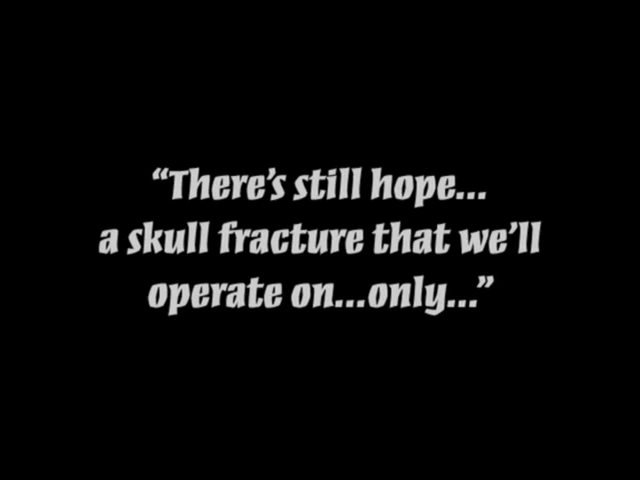 “There’s still hope...
a skull fracture that we’ll
operate on...only...”